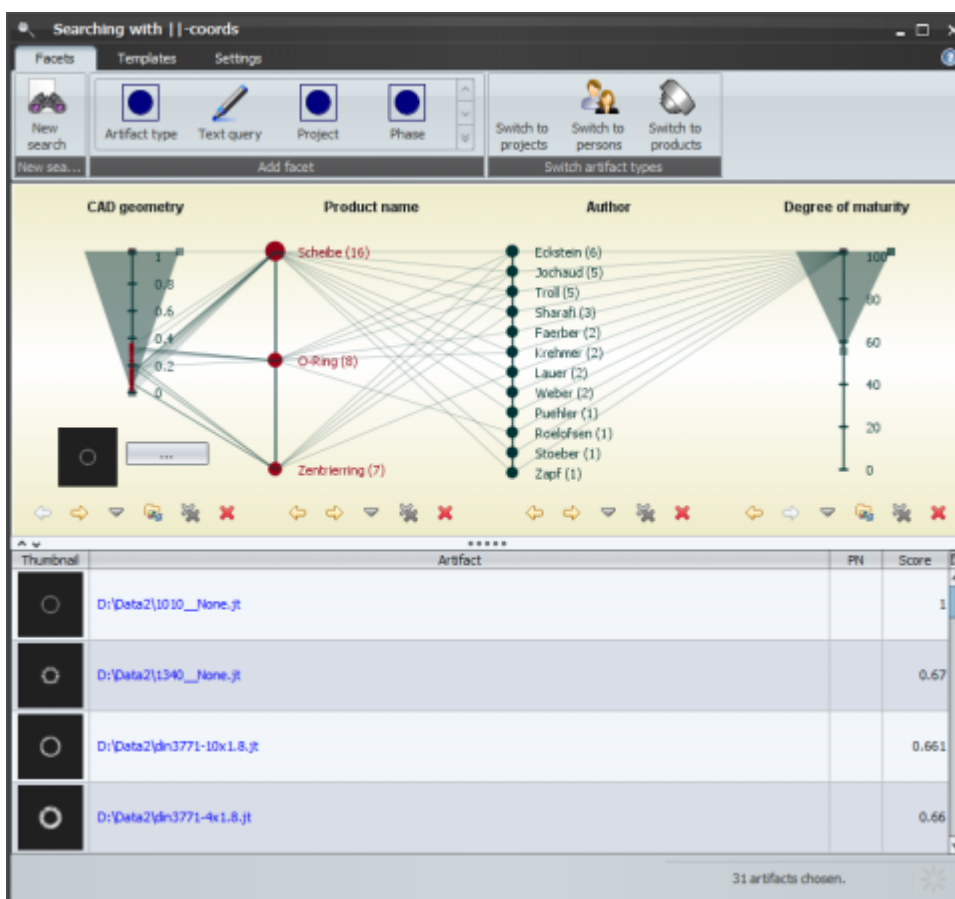 Searching with ||-coords
Facets Templates Settings
New search
Artifact type Text query Project Phase
Switch to projects Switch to persons Switch to products
New sea... Add facet Switch artifact types
CAD geometry Product name Author Degree of maturity
1
0.8
0.6
0.4
0.2
0
...
Scheibe (16)
O-Ring (8)
Zentrierring (7)
Eckstein (6)
Jochaud (5)
Troll (5)
Sharafi (3)
Faerber (2)
Krehmer (2)
Lauer (2)
Weber (2)
Puehler (1)
Roelofsen (1)
Stoeber (1)
Zapf (1)
100
80
60
40
20
0
Thumbnail Artifact PN Score
D:\Data2\1010__None.jt 1
D:\Data2\1340__None.jt 0.67
D:\Data2\din3771-10x1.8.jt 0.661
D:\Data2\din3771-4x1.8.jt 0.66
31 artifacts chosen.